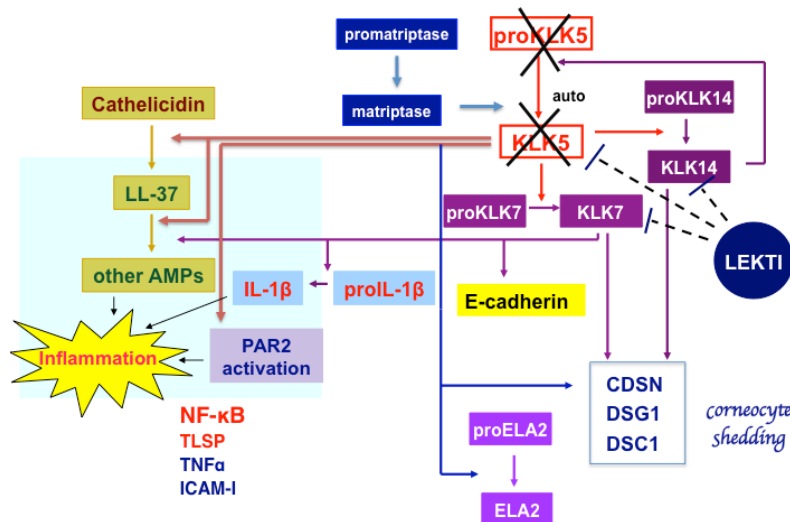 promatriptase
proKLK5
Cathelicidin
matriptase
auto
proKLK14
KLK5
KLK14
LL-37
proKLK7
KLK7
LEKTI
other AMPs
IL-1β
proIL-1β
E-cadherin
Inflammation
PAR2
activation
CDSN
DSG1
DSC1
corneocyte
shedding
NF-κB
TLSP
TNFα
ICAM-I
proELA2
ELA2